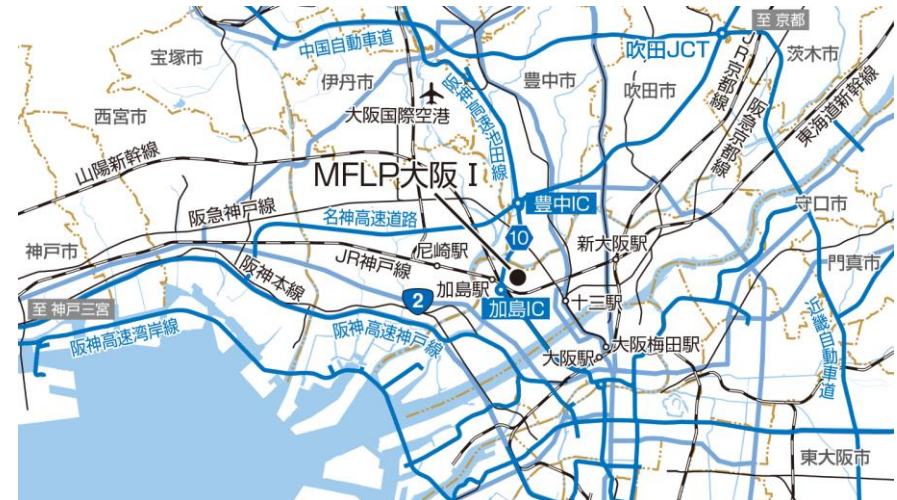 至 京都
中国自動車道
吹田JCT
茨木市
宝塚市
伊丹市
豊中市
吹田市
JR京都線
阪急京都線
東海道新幹線
西宮市
大阪国際空港
阪神高速池田線
山陽新幹線
MFLP大阪 I
豊中IC
守口市
阪急神戸線
名神高速道路
10
新大阪駅
神戸市
尼崎駅
門真市
JR神戸線
阪神本線
加島駅
2
加島IC
十三駅
至 神戸三宮
阪神高速湾岸線
阪神高速神戸線
大阪梅田駅
大阪駅
近畿自動車道
東大阪市